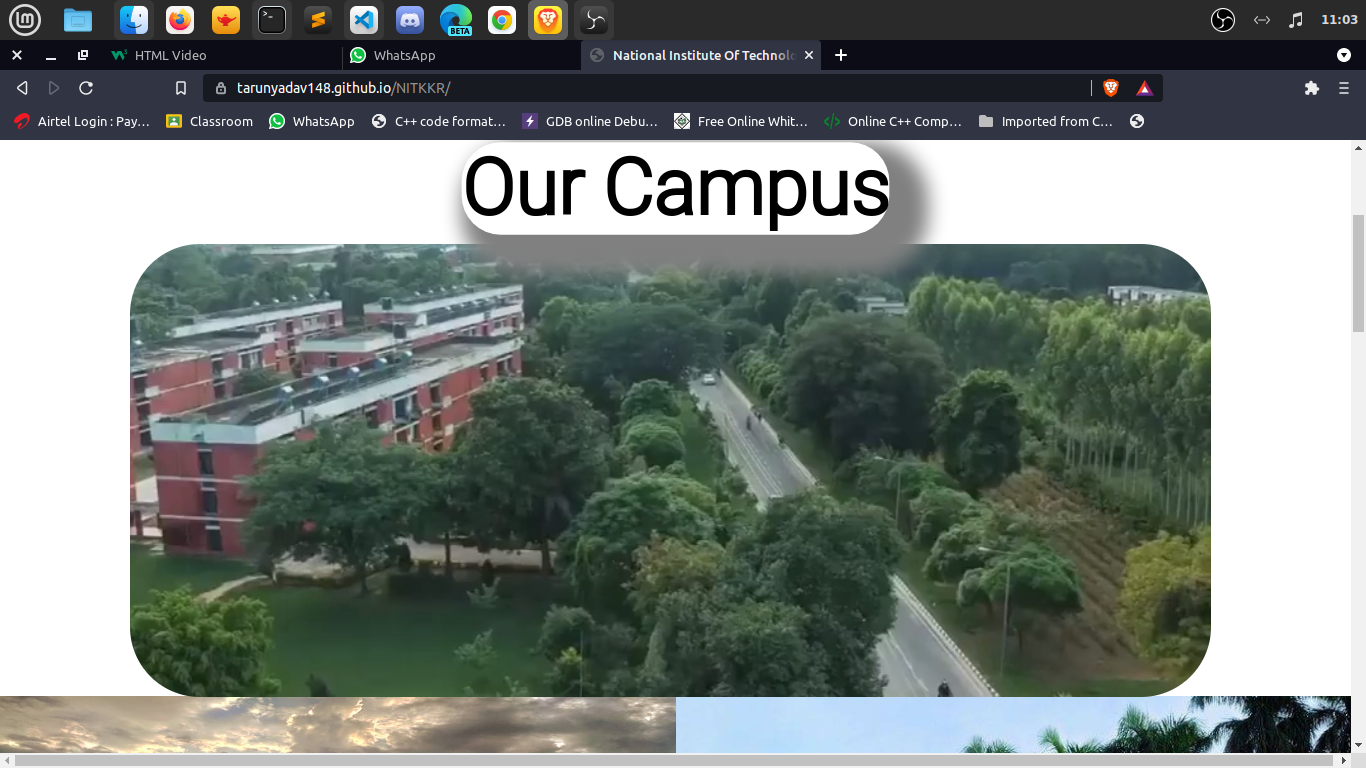 BETA
11:03
HTML Video
WhatsApp
National Institute Of Technolo
tarunyadav148.github.io/NITKKR/
Airtel Login : Pay…
Classroom
WhatsApp
C++ code format…
GDB online Debu…
Free Online Whit…
Online C++ Comp…
Imported from C…
Our Campus